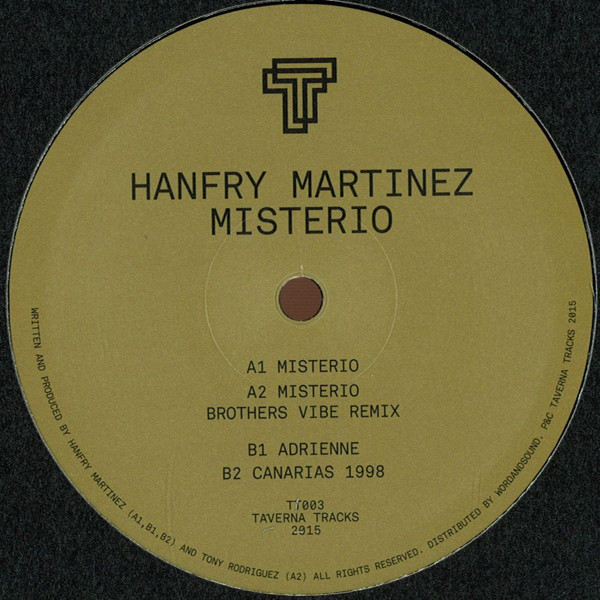 HANFRY MARTINEZ
MISTERIO
A1 MISTERIO
A2 MISTERIO
BROTHERS VIBE REMIX
B1 ADRIENNE
B2 CANARIAS 1998
TT003
TAVERNA TRACKS
2015
WRITTEN AND PRODUCED BY HANFRY MARTINEZ (A1,B1,B2) AND TONY RODRIGUEZ (A2) ALL RIGHTS RESERVED. DISTRIBUTED BY WORDANDSOUND. P&C TAVERNA TRACKS 2015